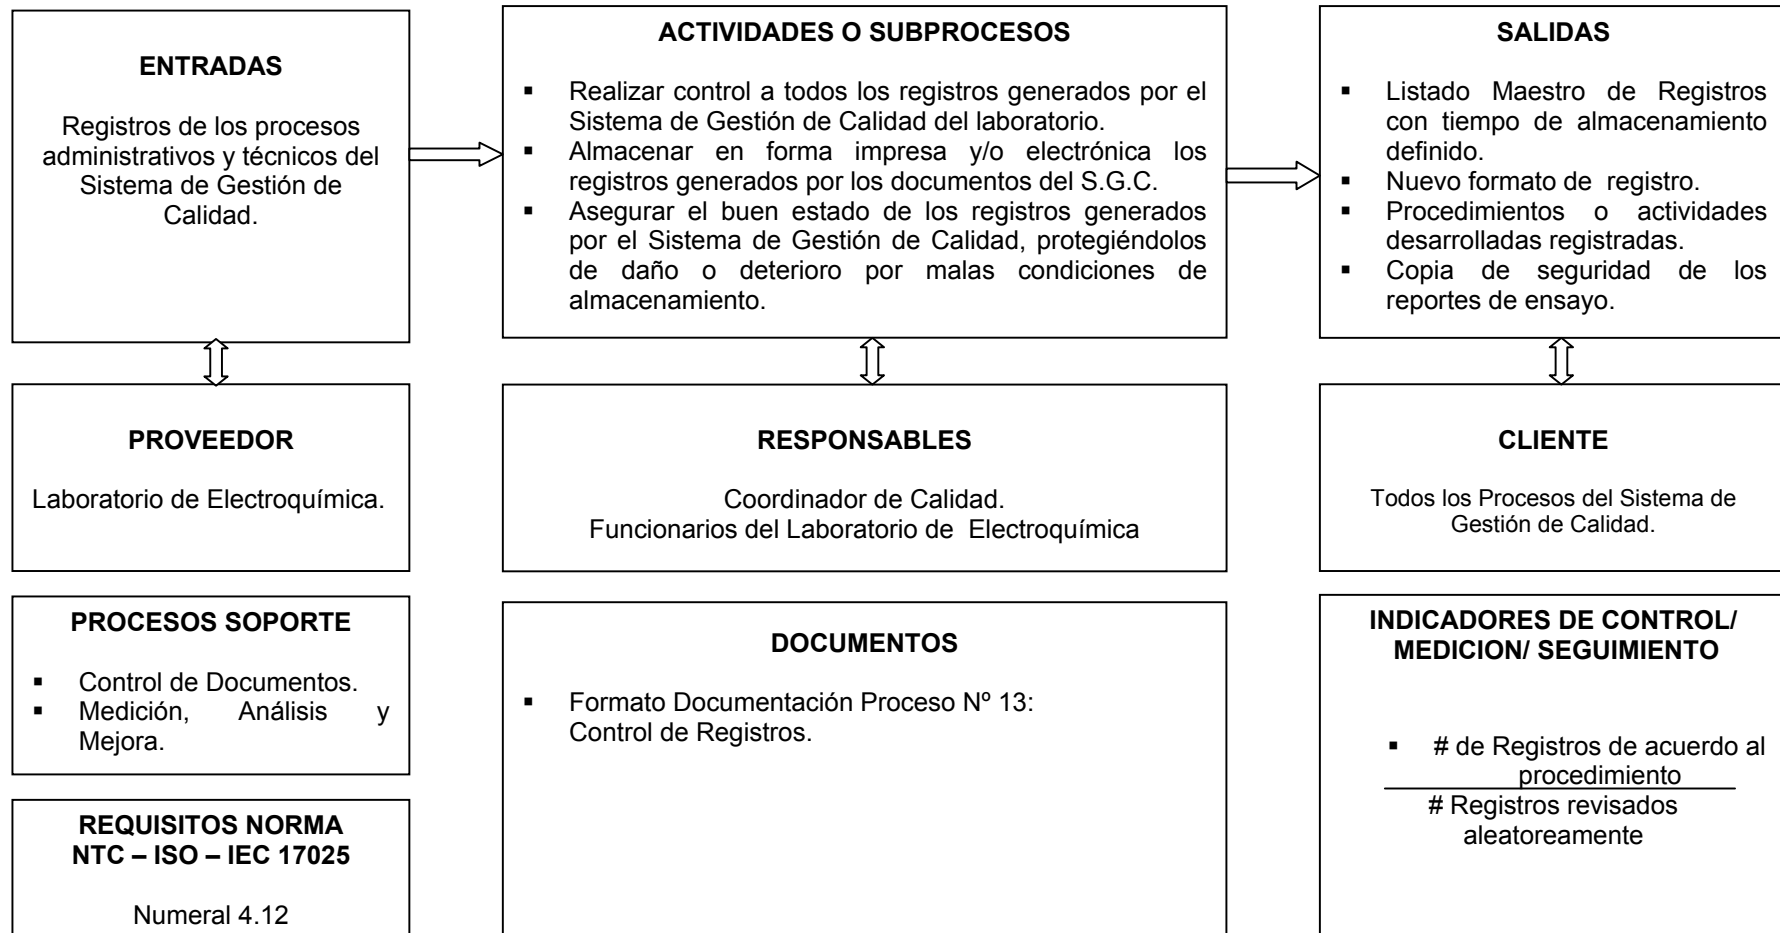 ENTRADAS
Registros de los procesos
administrativos y técnicos del
Sistema de Gestión de
Calidad.
ACTIVIDADES O SUBPROCESOS
▪ Realizar control a todos los registros generados por el
Sistema de Gestión de Calidad del laboratorio.
▪ Almacenar en forma impresa y/o electrónica los
registros generados por los documentos del S.G.C.
▪ Asegurar el buen estado de los registros generados
por el Sistema de Gestión de Calidad, protegiéndolos
de daño o deterioro por malas condiciones de
almacenamiento.
SALIDAS
▪ Listado Maestro de Registros
con tiempo de almacenamiento
definido.
▪ Nuevo formato de registro.
▪ Procedimientos o actividades
desarrolladas registradas.
▪ Copia de seguridad de los
reportes de ensayo.
PROVEEDOR
Laboratorio de Electroquímica.
RESPONSABLES
Coordinador de Calidad.
Funcionarios del Laboratorio de Electroquímica
CLIENTE
Todos los Procesos del Sistema de
Gestión de Calidad.
PROCESOS SOPORTE
▪ Control de Documentos.
▪ Medición, Análisis y
Mejora.
DOCUMENTOS
▪ Formato Documentación Proceso Nº 13:
Control de Registros.
INDICADORES DE CONTROL/
MEDICION/ SEGUIMIENTO
▪ # de Registros de acuerdo al
procedimiento
# Registros revisados
aleatoreamente
REQUISITOS NORMA
NTC – ISO – IEC 17025
Numeral 4.12